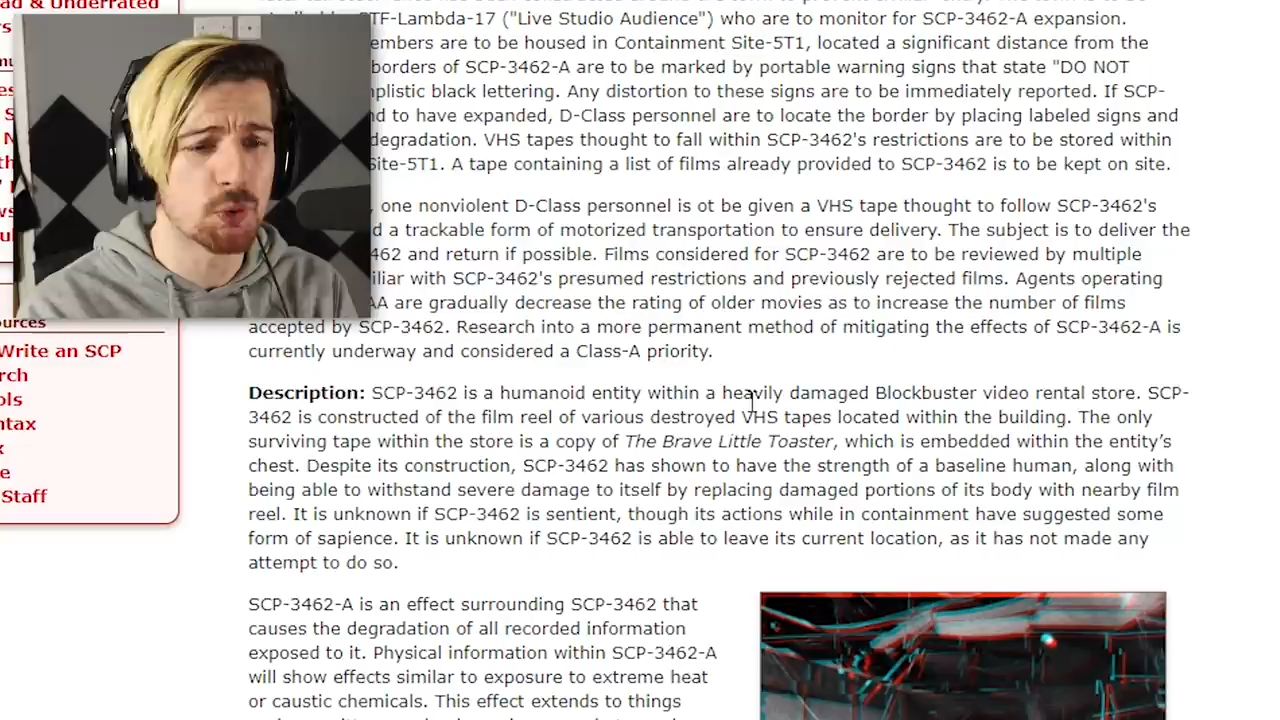 ad & Underrated
STF-Lambda-17 ("Live Studio Audience") who are to monitor for SCP-3462-A expansion.
embers are to be housed in Containment Site-5T1, located a significant distance from the
borders of SCP-3462-A are to be marked by portable warning signs that state "DO NOT
nplistic black lettering. Any distortion to these signs are to be immediately reported. If SCP-
nd to have expanded, D-Class personnel are to locate the border by placing labeled signs and
degradation. VHS tapes thought to fall within SCP-3462's restrictions are to be stored within
Site-5T1. A tape containing a list of films already provided to SCP-3462 is to be kept on site.
, one nonviolent D-Class personnel is ot be given a VHS tape thought to follow SCP-3462's
d a trackable form of motorized transportation to ensure delivery. The subject is to deliver the
462 and return if possible. Films considered for SCP-3462 are to be reviewed by multiple
iliar with SCP-3462's presumed restrictions and previously rejected films. Agents operating
AA are gradually decrease the rating of older movies as to increase the number of films
accepted by SCP-3462. Research into a more permanent method of mitigating the effects of SCP-3462-A is
currently underway and considered a Class-A priority.
ources
Write an SCP
rch
ols
ntax
x
e
Staff
Description: SCP-3462 is a humanoid entity within a heavily damaged Blockbuster video rental store. SCP-
3462 is constructed of the film reel of various destroyed VHS tapes located within the building. The only
surviving tape within the store is a copy of The Brave Little Toaster, which is embedded within the entity's
chest. Despite its construction, SCP-3462 has shown to have the strength of a baseline human, along with
being able to withstand severe damage to itself by replacing damaged portions of its body with nearby film
reel. It is unknown if SCP-3462 is sentient, though its actions while in containment have suggested some
form of sapience. It is unknown if SCP-3462 is able to leave its current location, as it has not made any
attempt to do so.
SCP-3462-A is an effect surrounding SCP-3462 that
causes the degradation of all recorded information
exposed to it. Physical information within SCP-3462-A
will show effects similar to exposure to extreme heat
or caustic chemicals. This effect extends to things